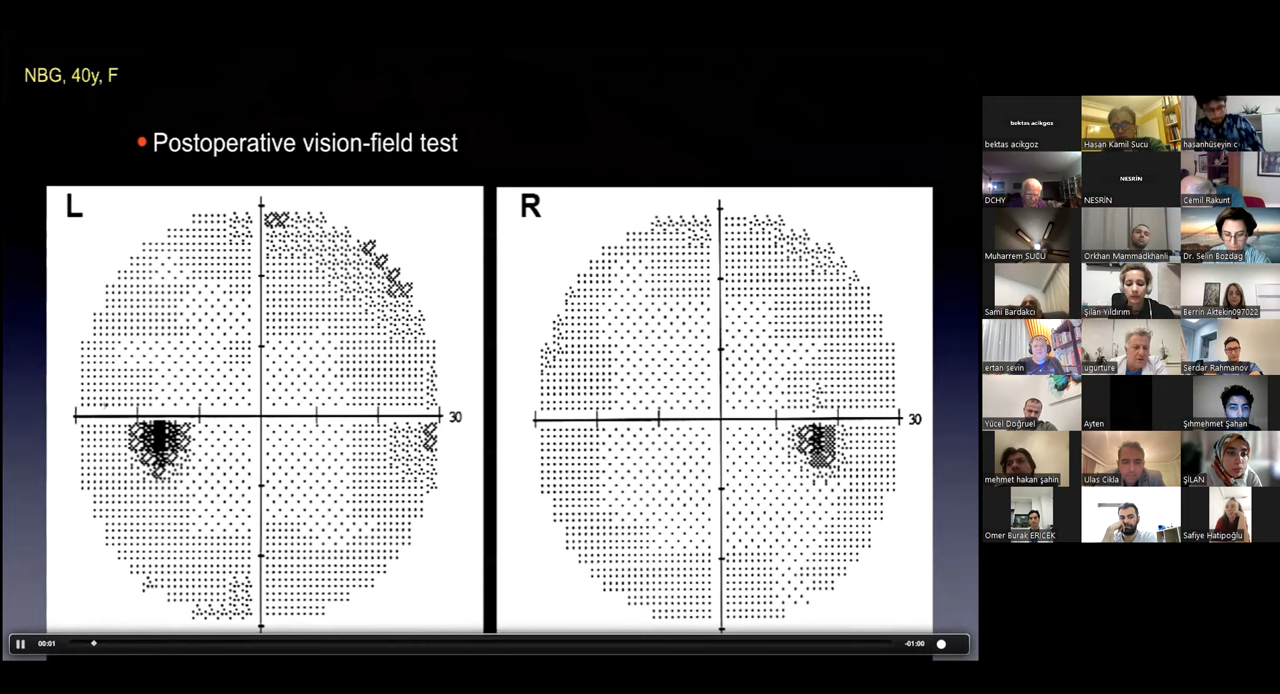 NBG, 40y, F
Postoperative vision-field test
L
R
30
30
00:01
-01:00
bektas acikgoz
bektas acikgoz
Hasan Kamil Sucu
hasanhüseyin c
DCHY
NESRİN
NESRİN
Cemil Rakunt
Muharrem SUCU
Orkhan Mammadkhanli
Dr. Selin Bozdag
Sami Bardakcı
Şilan Yıldırım
Berrin Aktekin097022
ertan sevin
ugurture
Serdar Rahmanov
Yücel Doğruel
Ayten
Şıhmehmet Şahan
mehmet hakan şahin
Ulas Cikla
ŞİLAN
Omer Burak ERICEK
Safiye Hatipoğlu